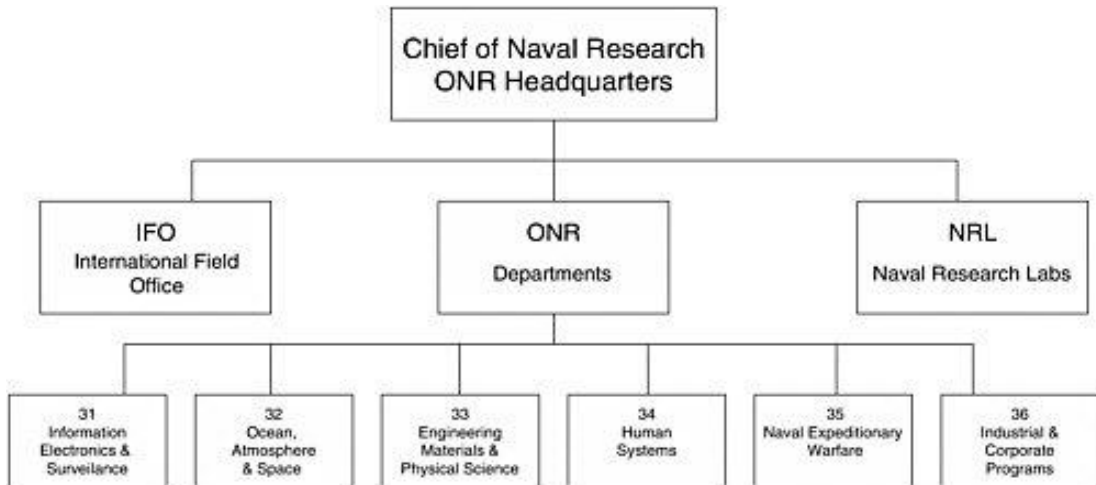 Chief of Naval Research
ONR Headquarters
IFO
International Field
Office
ONR
Departments
NRL
Naval Research Labs
31
Information
Electronics &
Surveilance
32
Ocean,
Atmosphere
& Space
33
Engineering
Materials &
Physical Science
34
Human
Systems
35
Naval Expeditionary
Warfare
36
Industrial &
Corporate
Programs